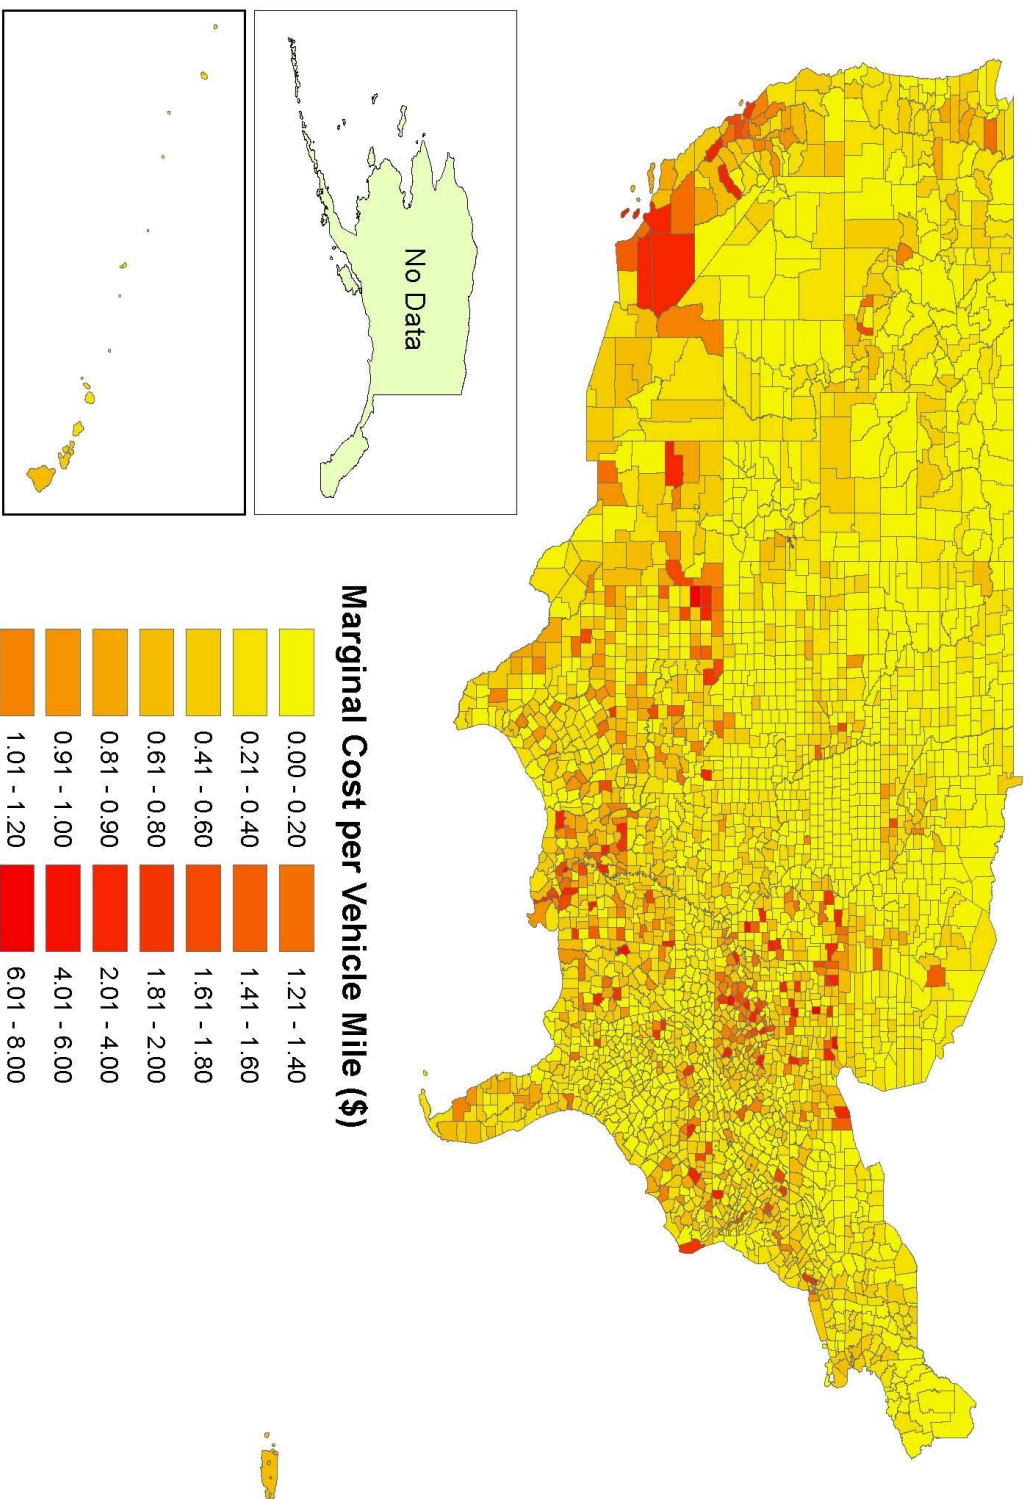 No Data
Marginal Cost per Vehicle Mile ($)
0.00 - 0.20
0.21 - 0.40
0.41 - 0.60
0.61 - 0.80
0.81 - 0.90
0.91 - 1.00
1.01 - 1.20
1.21 - 1.40
1.41 - 1.60
1.61 - 1.80
1.81 - 2.00
2.01 - 4.00
4.01 - 6.00
6.01 - 8.00